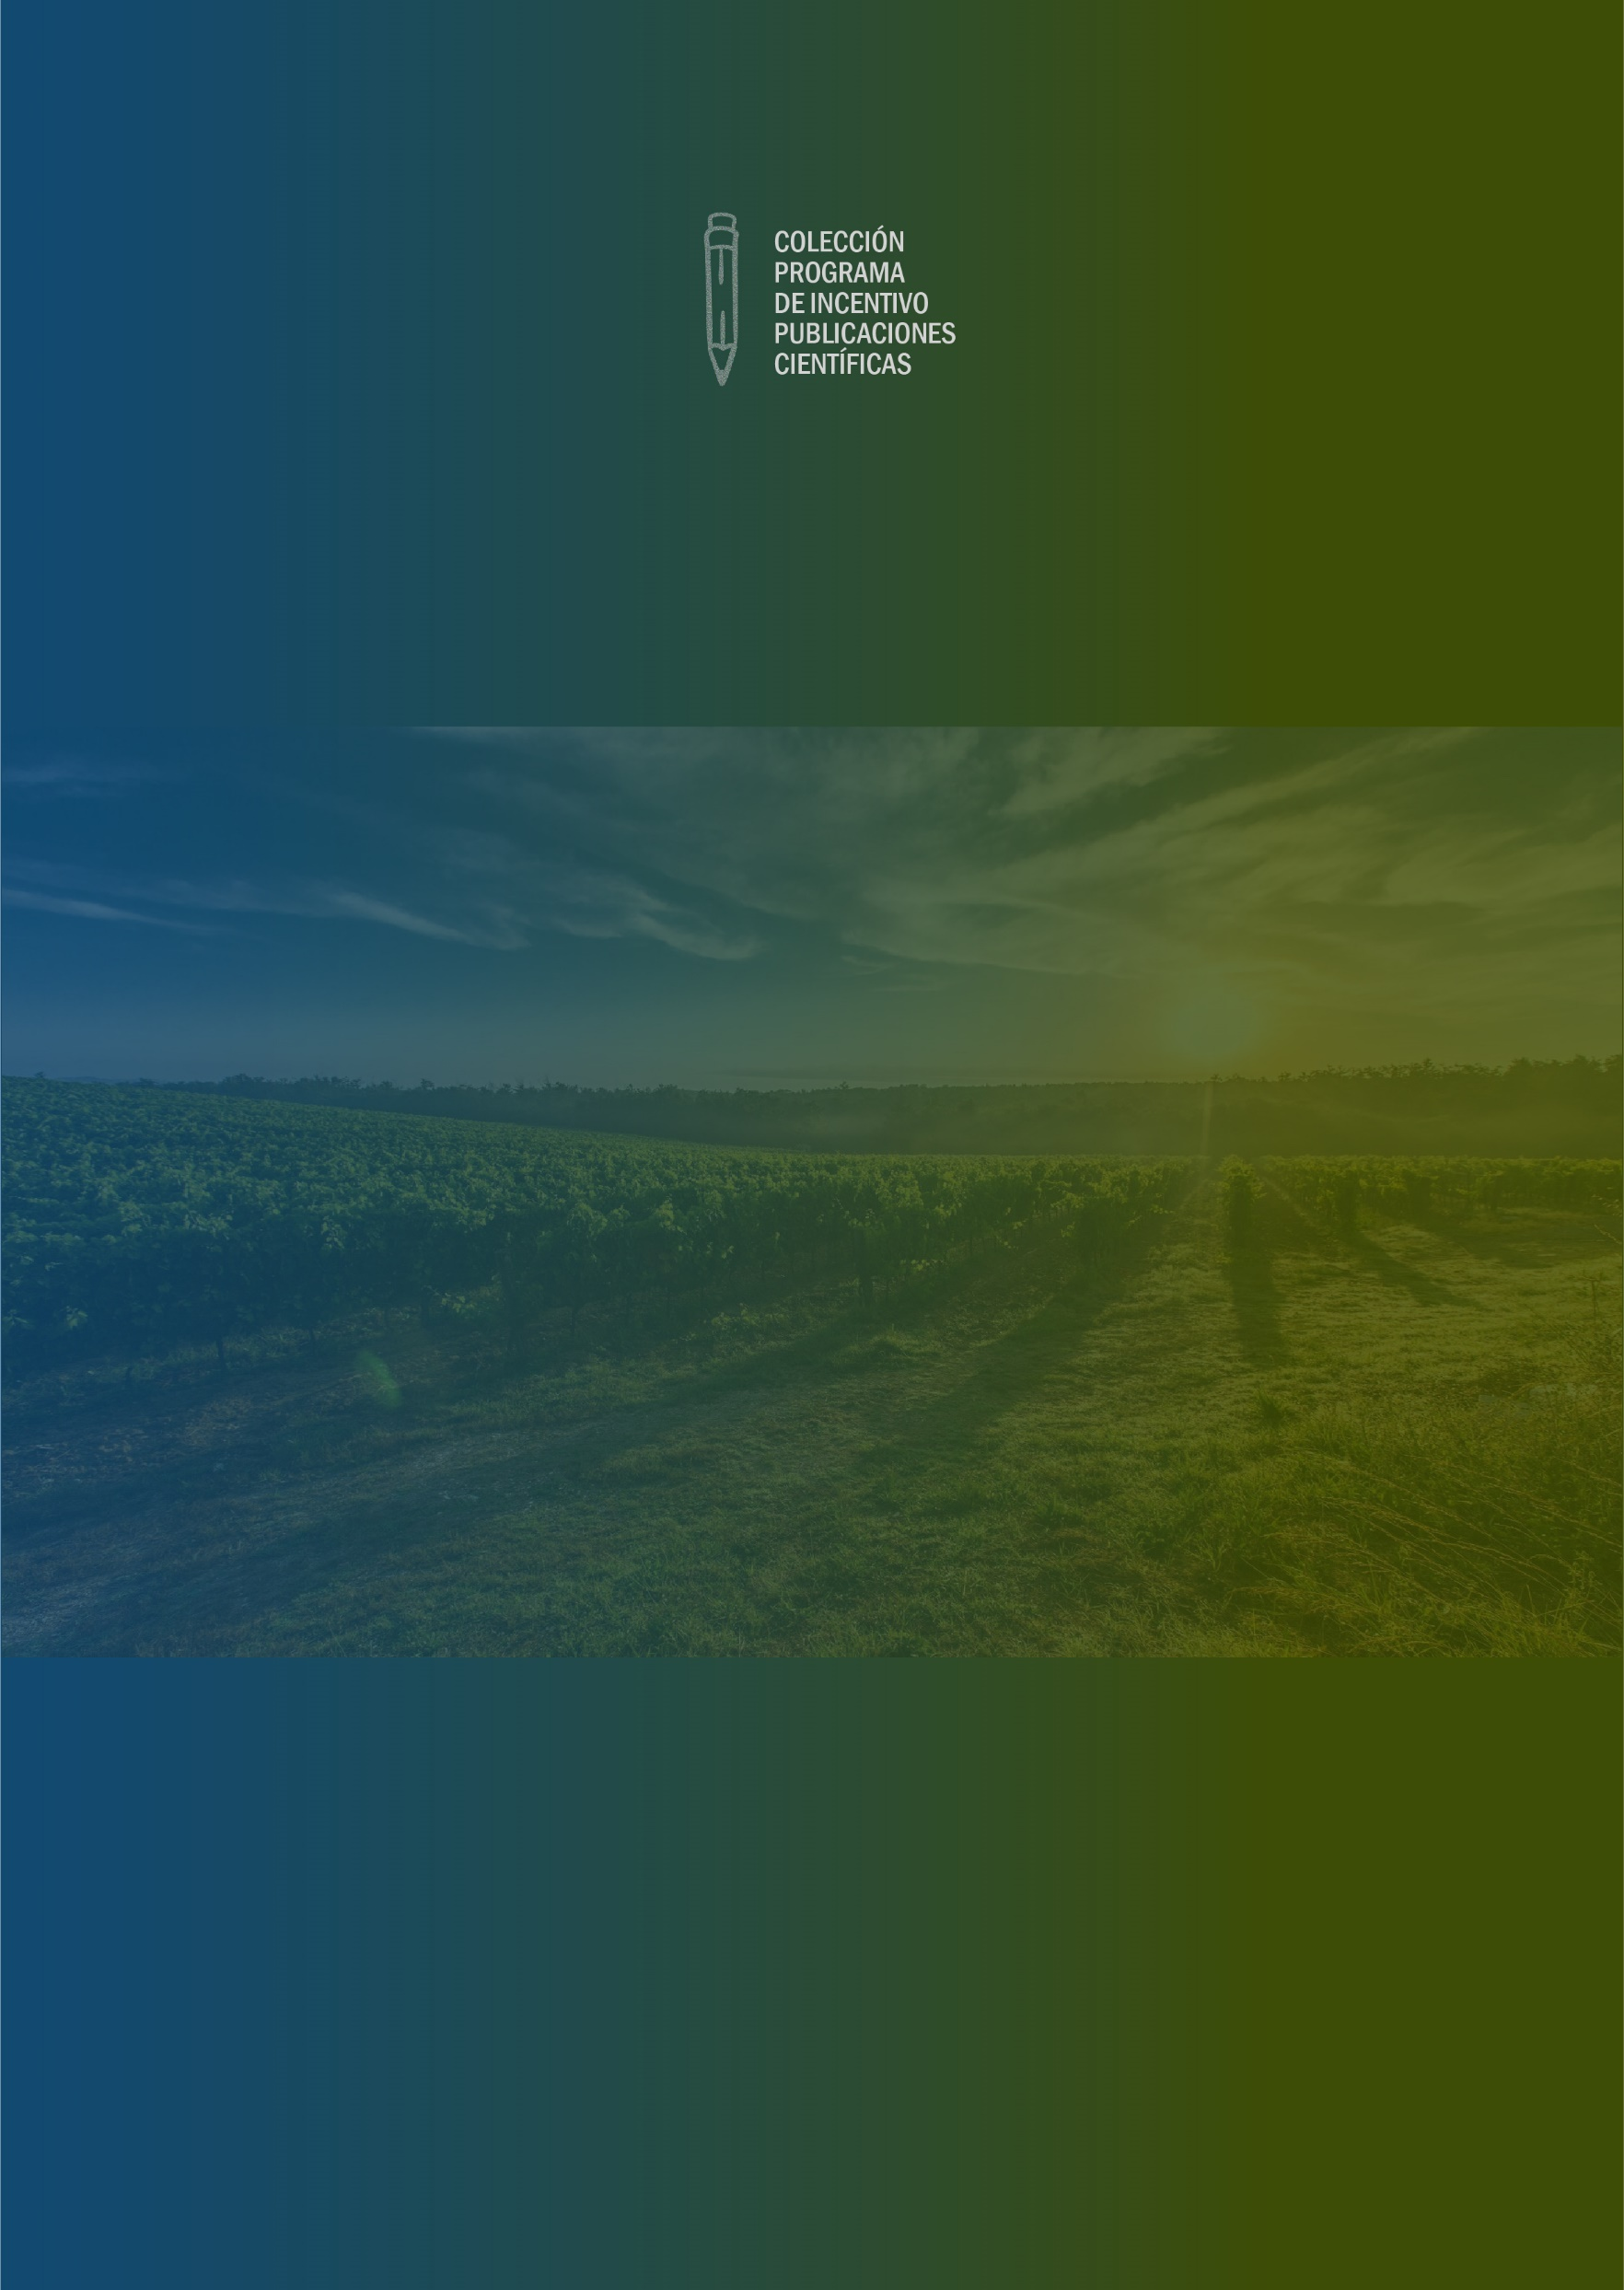 COLECCIÓN
PROGRAMA
DE INCENTIVO
PUBLICACIONES
CIENTÍFICAS